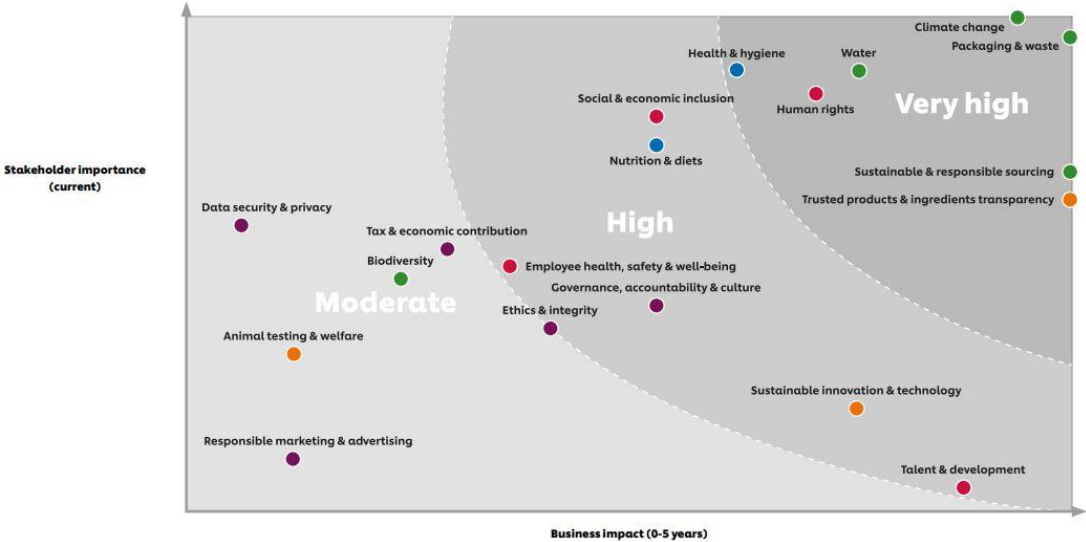 Climate change
Packaging & waste
Health & hygiene
Water
Social & economic inclusion
Human rights
Very high
Nutrition & diets
Stakeholder importance
(current)
Sustainable & responsible sourcing
Trusted products & ingredients transparency
Data security & privacy
High
Tax & economic contribution
Biodiversity
Employee health, safety & well-being
Governance, accountability & culture
Moderate
Ethics & integrity
Animal testing & welfare
Sustainable innovation & technology
Responsible marketing & advertising
Talent & development
Business impact (0-5 years)